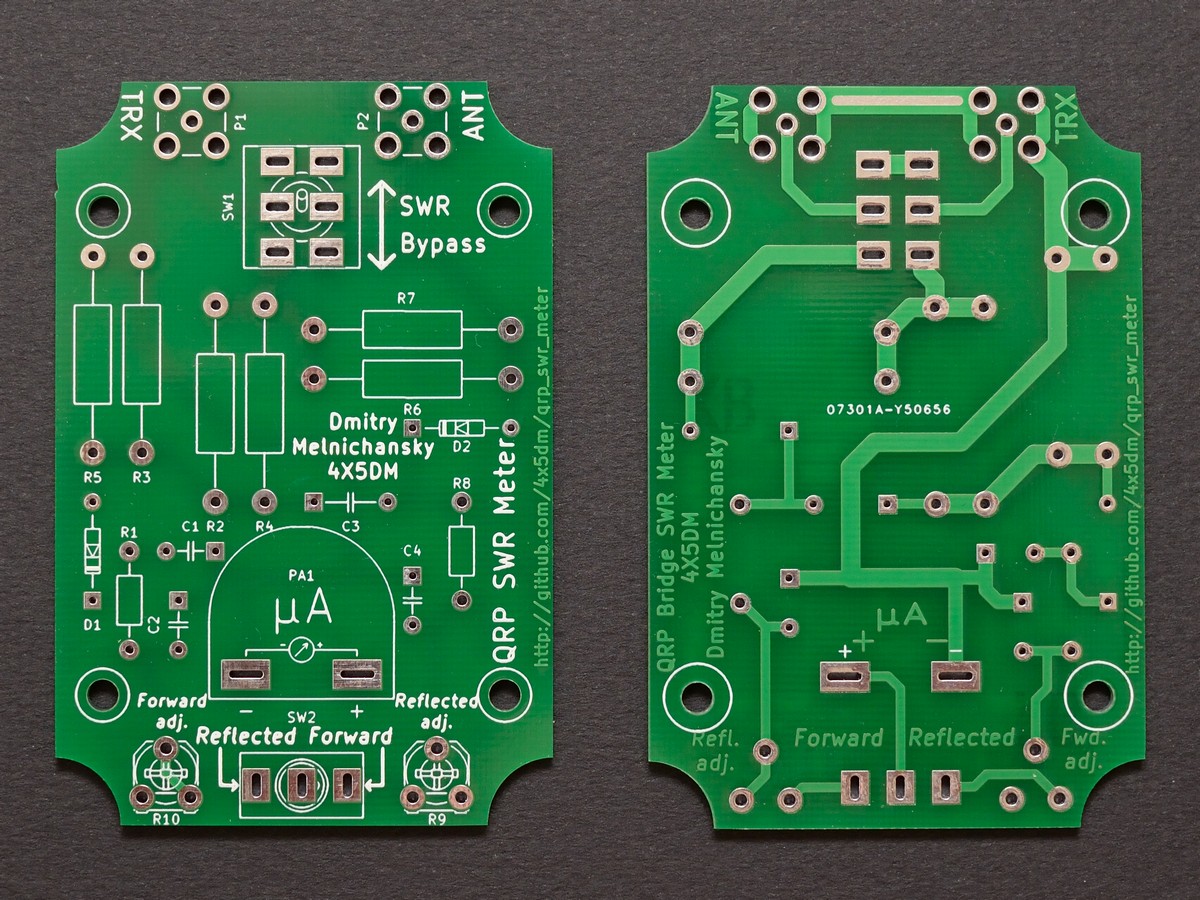 TRX
P1
P2
ANT
SW1
SWR
Bypass
R7
R6
Dmitry
Melnichansky
4X5DM
D2
R5
R3
R2
R4
C1
C3
R8
R1
C4
D1
C2
PA1
μA
- +
- +
QRP SWR Meter
http://github.com/4x5dm/qrp_swr_meter
Forward
adj.
SW2
Reflected Forward
Reflected
adj.
R10
R9
ANT
TRX
07301A-Y50656
QRP Bridge SWR Meter
4X5DM
Dmitry Melnichansky
http://github.com/4x5dm/qrp_swr_meter
μA
+ -
+ -
Refl.
adj.
Forward
Reflected
Fwd.
adj.